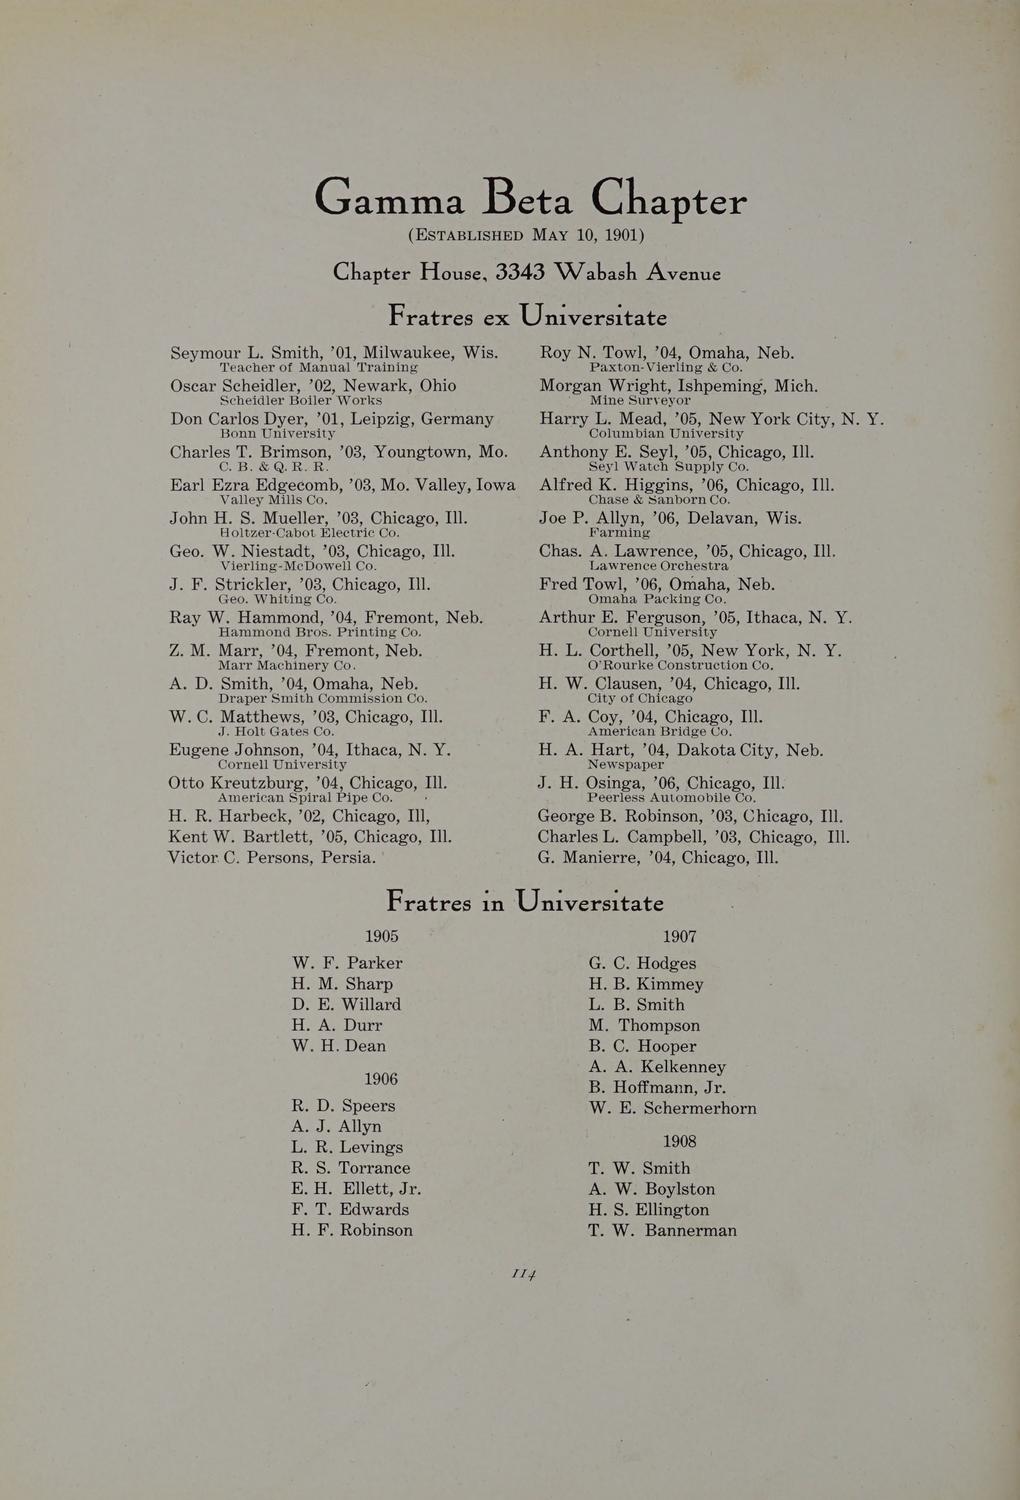 Gamma Beta Chapter
(ESTABLISHED MAY 10, 1901)
Chapter House, 3343 Wabash Avenue
Fratres ex Universitate
Seymour L. Smith, ’01, Milwaukee, Wis.
Teacher of Manual Training
Oscar Scheidler, ’02, Newark, Ohio
Scheidler Boiler Works
Don Carlos Dyer, ’01, Leipzig, Germany
Bonn University
Charles T. Brimson, ’03, Youngtown, Mo.
C. B. & Q. R. R.
Earl Ezra Edgecomb, ’03, Mo. Valley, Iowa
Valley Mills Co.
John H. S. Mueller, ’03, Chicago, Ill.
Holtzer-Cabot Electric Co.
Geo. W. Niestadt, ’03, Chicago, Ill.
Vierling-McDowell Co.
J. F. Strickler, ’03, Chicago, Ill.
Geo. Whiting Co.
Ray W. Hammond, ’04, Fremont, Neb.
Hammond Bros. Printing Co.
Z. M. Marr, ’04, Fremont, Neb.
Marr Machinery Co.
A. D. Smith, ’04, Omaha, Neb.
Draper Smith Commission Co.
W. C. Matthews, ’03, Chicago, Ill.
J. Holt Gates Co.
Eugene Johnson, ’04, Ithaca, N. Y.
Cornell University
Otto Kreutzburg, ’04, Chicago, Ill.
American Spiral Pipe Co.
H. R. Harbeck, ’02, Chicago, Ill,
Kent W. Bartlett, ’05, Chicago, Ill.
Victor C. Persons, Persia.
Roy N. Towl, ’04, Omaha, Neb.
Paxton-Vierling & Co.
Morgan Wright, Ishpeming, Mich.
Mine Surveyor
Harry L. Mead, ’05, New York City, N. Y.
Columbian University
Anthony E. Seyl, ’05, Chicago, Ill.
Seyl Watch Supply Co.
Alfred K. Higgins, ’06, Chicago, Ill.
Chase & Sanborn Co.
Joe P. Allyn, ’06, Delavan, Wis.
Farming
Chas. A. Lawrence, ’05, Chicago, Ill.
Lawrence Orchestra
Fred Towl, ’06, Omaha, Neb.
Omaha Packing Co.
Arthur E. Ferguson, ’05, Ithaca, N. Y.
Cornell University
H. L. Corthell, ’05, New York, N. Y.
O’Rourke Construction Co.
H. W. Clausen, ’04, Chicago, Ill.
City of Chicago
F. A. Coy, ’04, Chicago, Ill.
American Bridge Co.
H. A. Hart, ’04, Dakota City, Neb.
Newspaper
J. H. Osinga, ’06, Chicago, Ill.
Peerless Automobile Co.
George B. Robinson, ’03, Chicago, Ill.
Charles L. Campbell, ’03, Chicago, Ill.
G. Manierre, ’04, Chicago, Ill.
Fratres in Universitate
1905
W. F. Parker
H. M. Sharp
D. E. Willard
H. A. Durr
W. H. Dean
1906
R. D. Speers
A. J. Allyn
L. R. Levings
R. S. Torrance
E. H. Ellett, Jr.
F. T. Edwards
H. F. Robinson
1907
G. C. Hodges
H. B. Kimmey
L. B. Smith
M. Thompson
B. C. Hooper
A. A. Kelkenney
B. Hoffmann, Jr.
W. E. Schermerhorn
1908
T. W. Smith
A. W. Boylston
H. S. Ellington
T. W. Bannerman
114